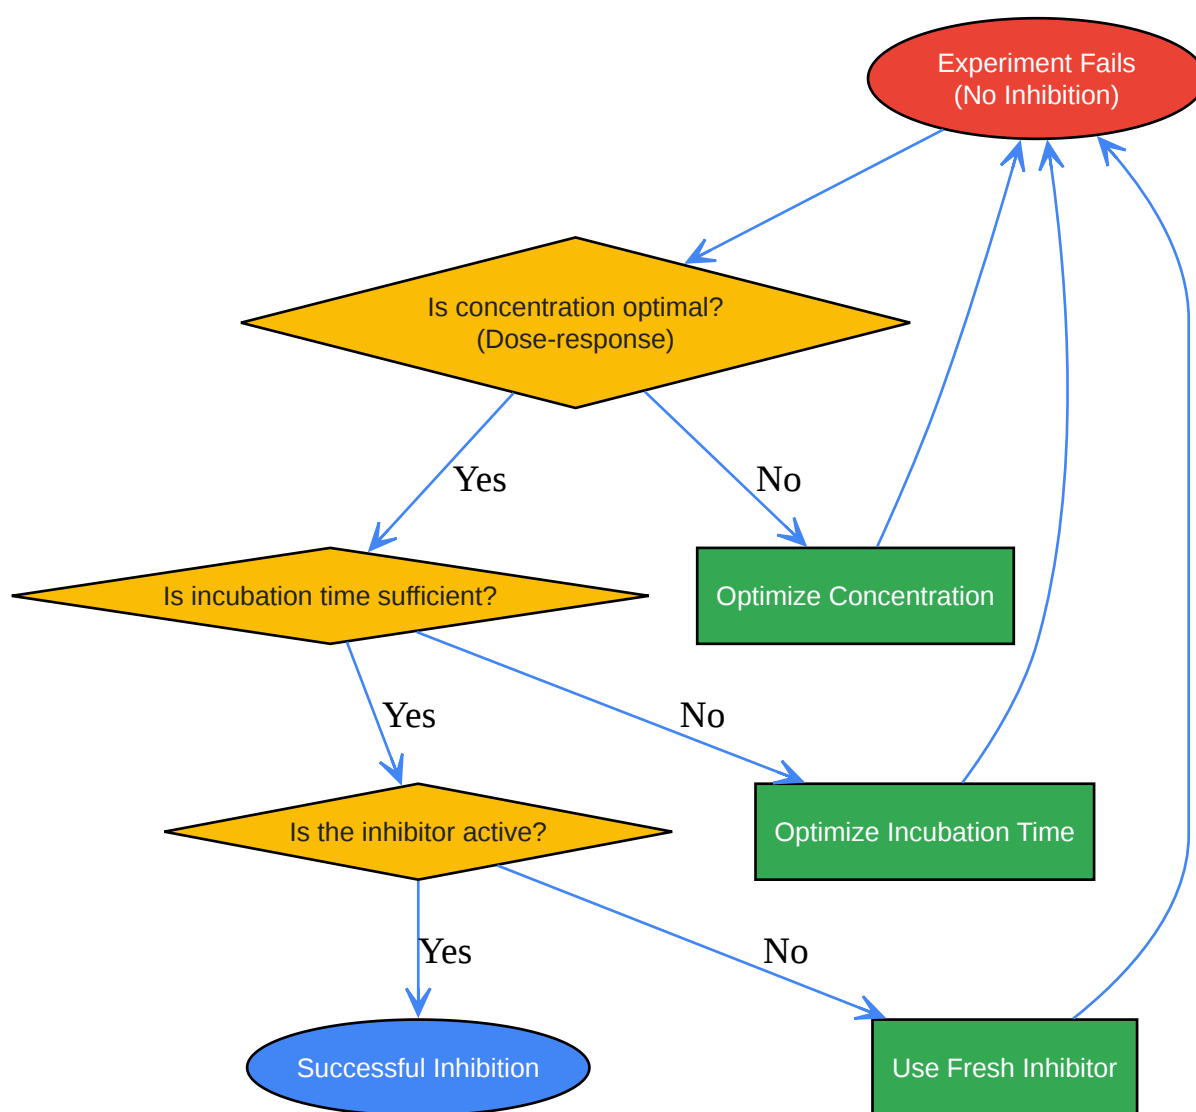 Experiment Fails
(No Inhibition)
Is concentration optimal?
(Dose-response)
Yes
No
Is incubation time sufficient?
Optimize Concentration
Yes
No
Is the inhibitor active?
Optimize Incubation Time
Yes
No
Successful Inhibition
Use Fresh Inhibitor